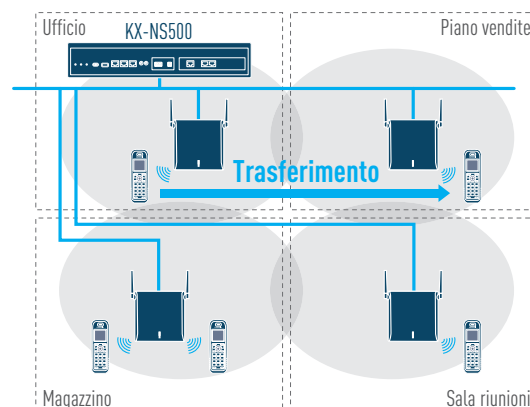 Ufficio
KX-NS500
Piano vendite
Trasferimento
Magazzino
Sala riunioni